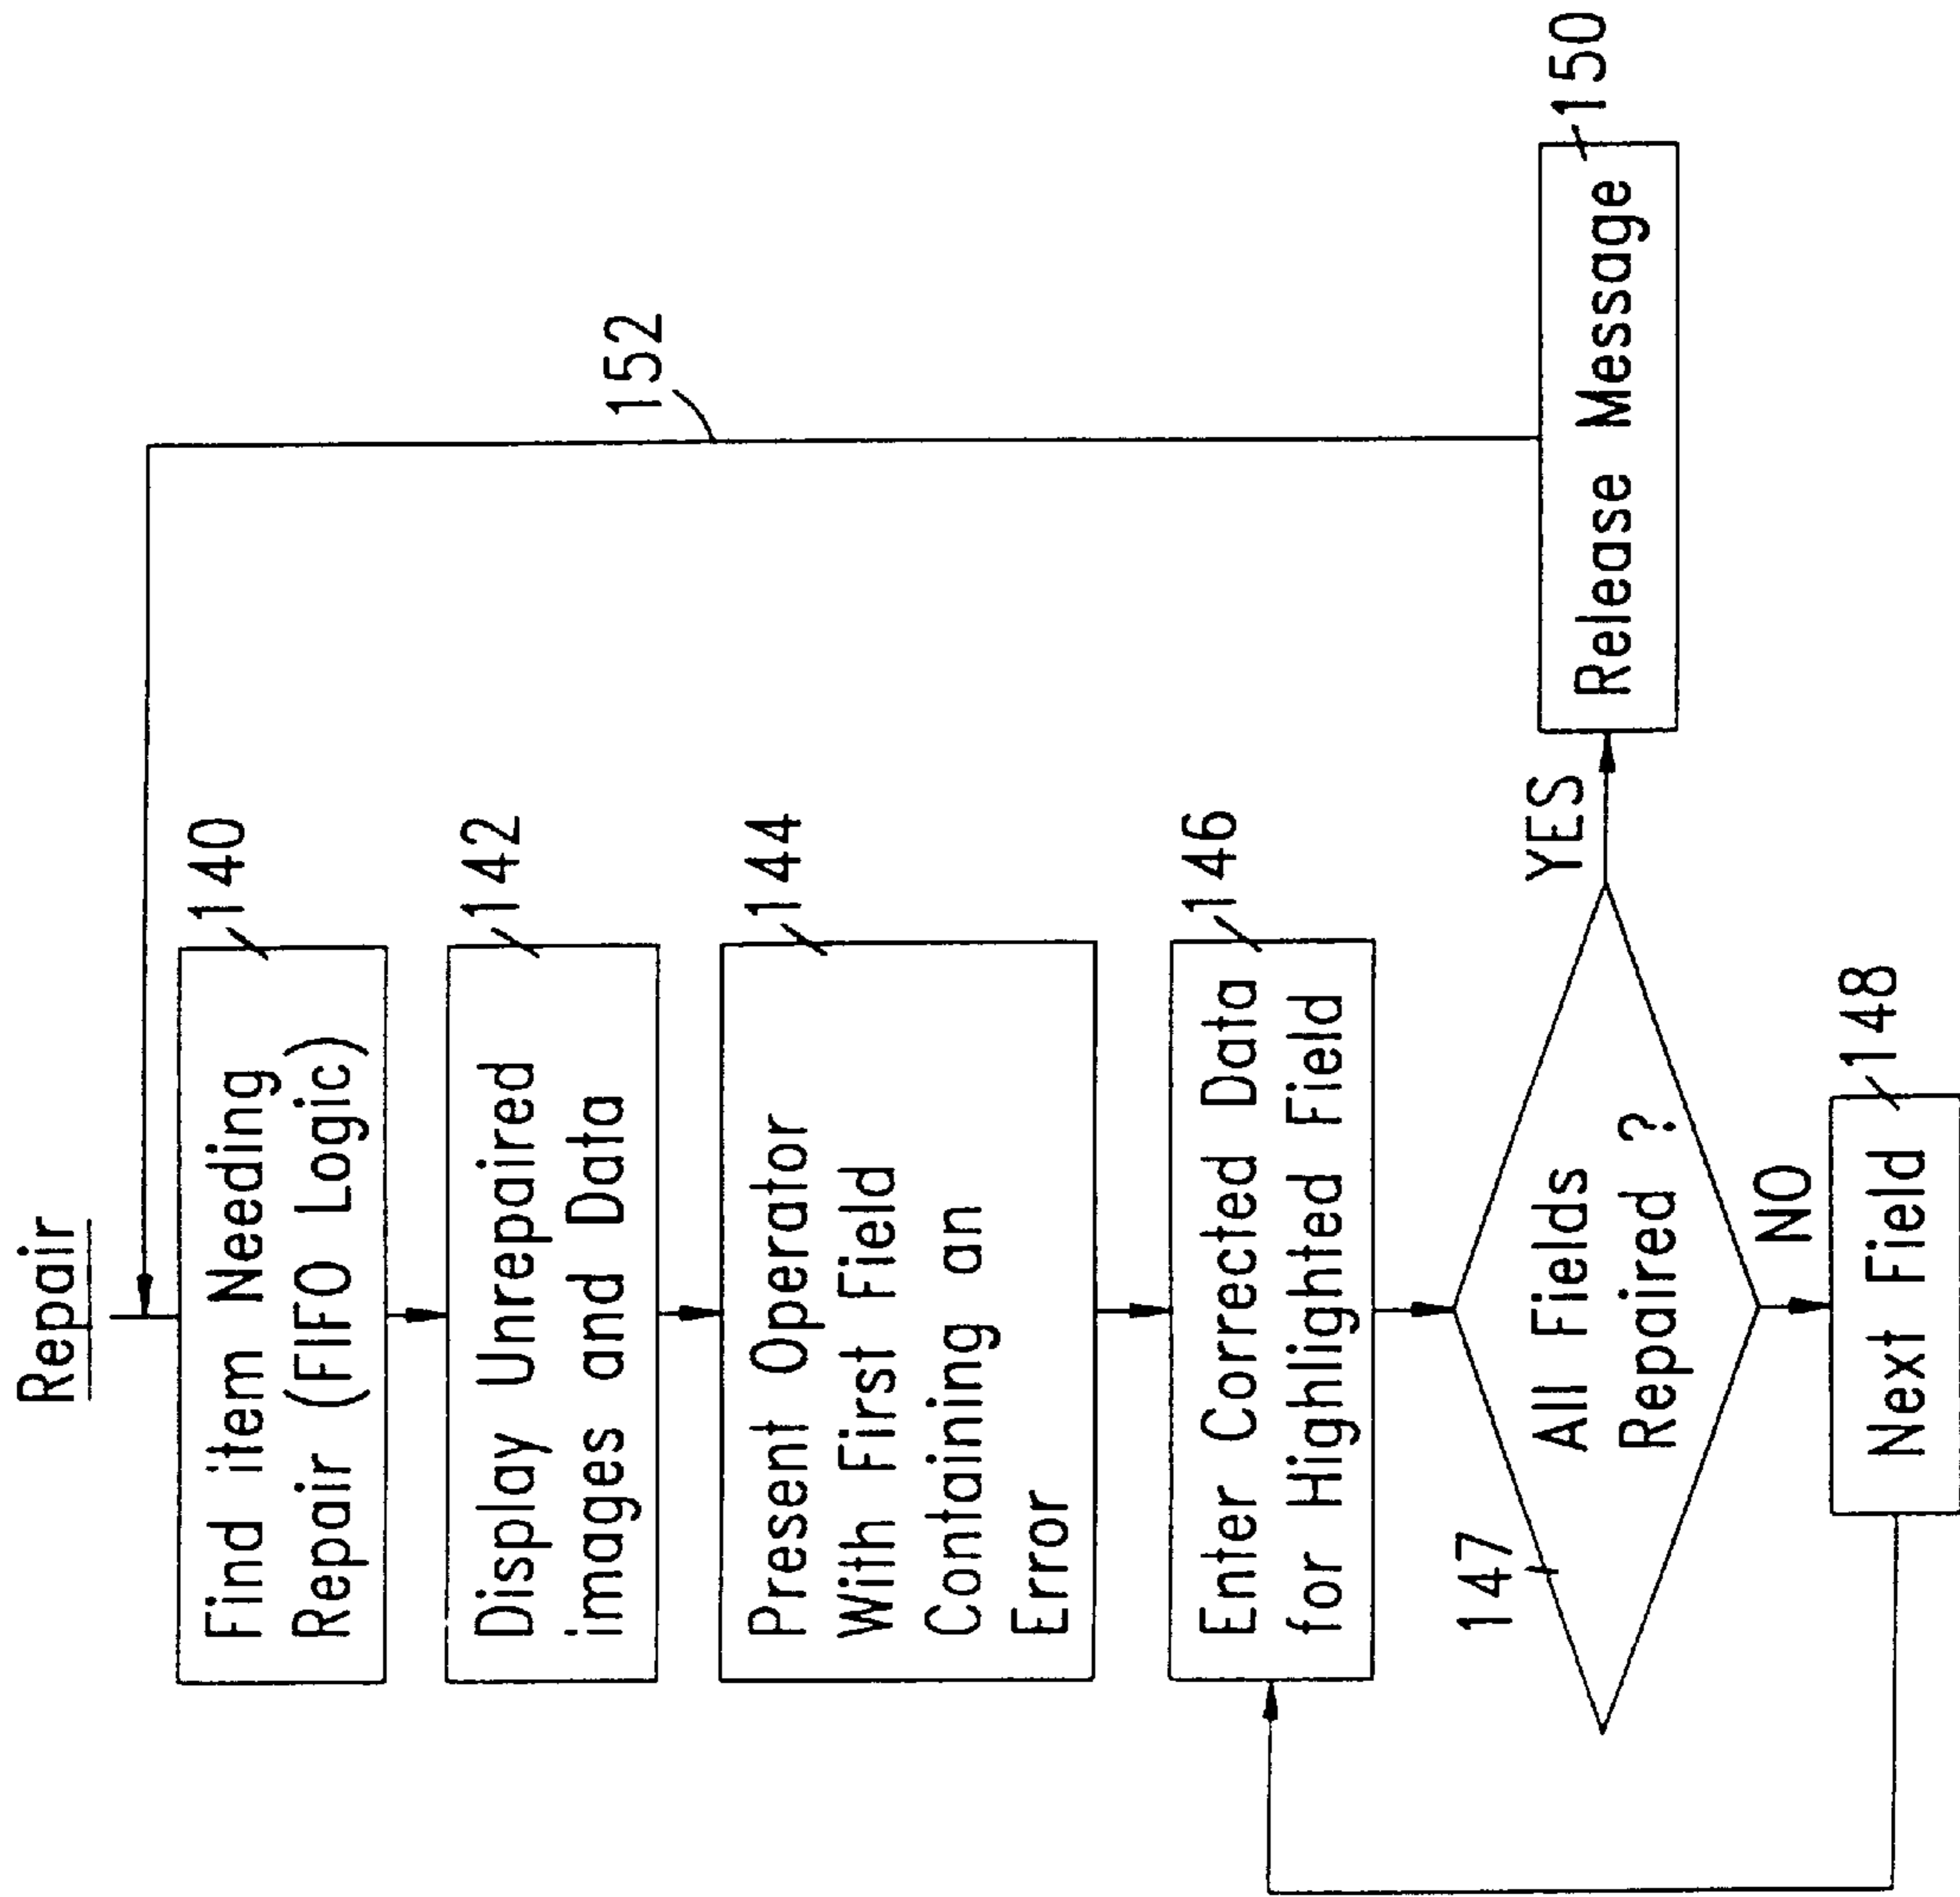 Repair
140
Find item Needing
Repair (FIFO Logic)
142
Display Unrepaired
images and Data
144
Present Operator
With First Field
Containing an
Error
146
Enter Corrected Data
for Highlighted Field
147
All Fields
Repaired ?
YES
NO
148
Next Field
150
Release Message
152